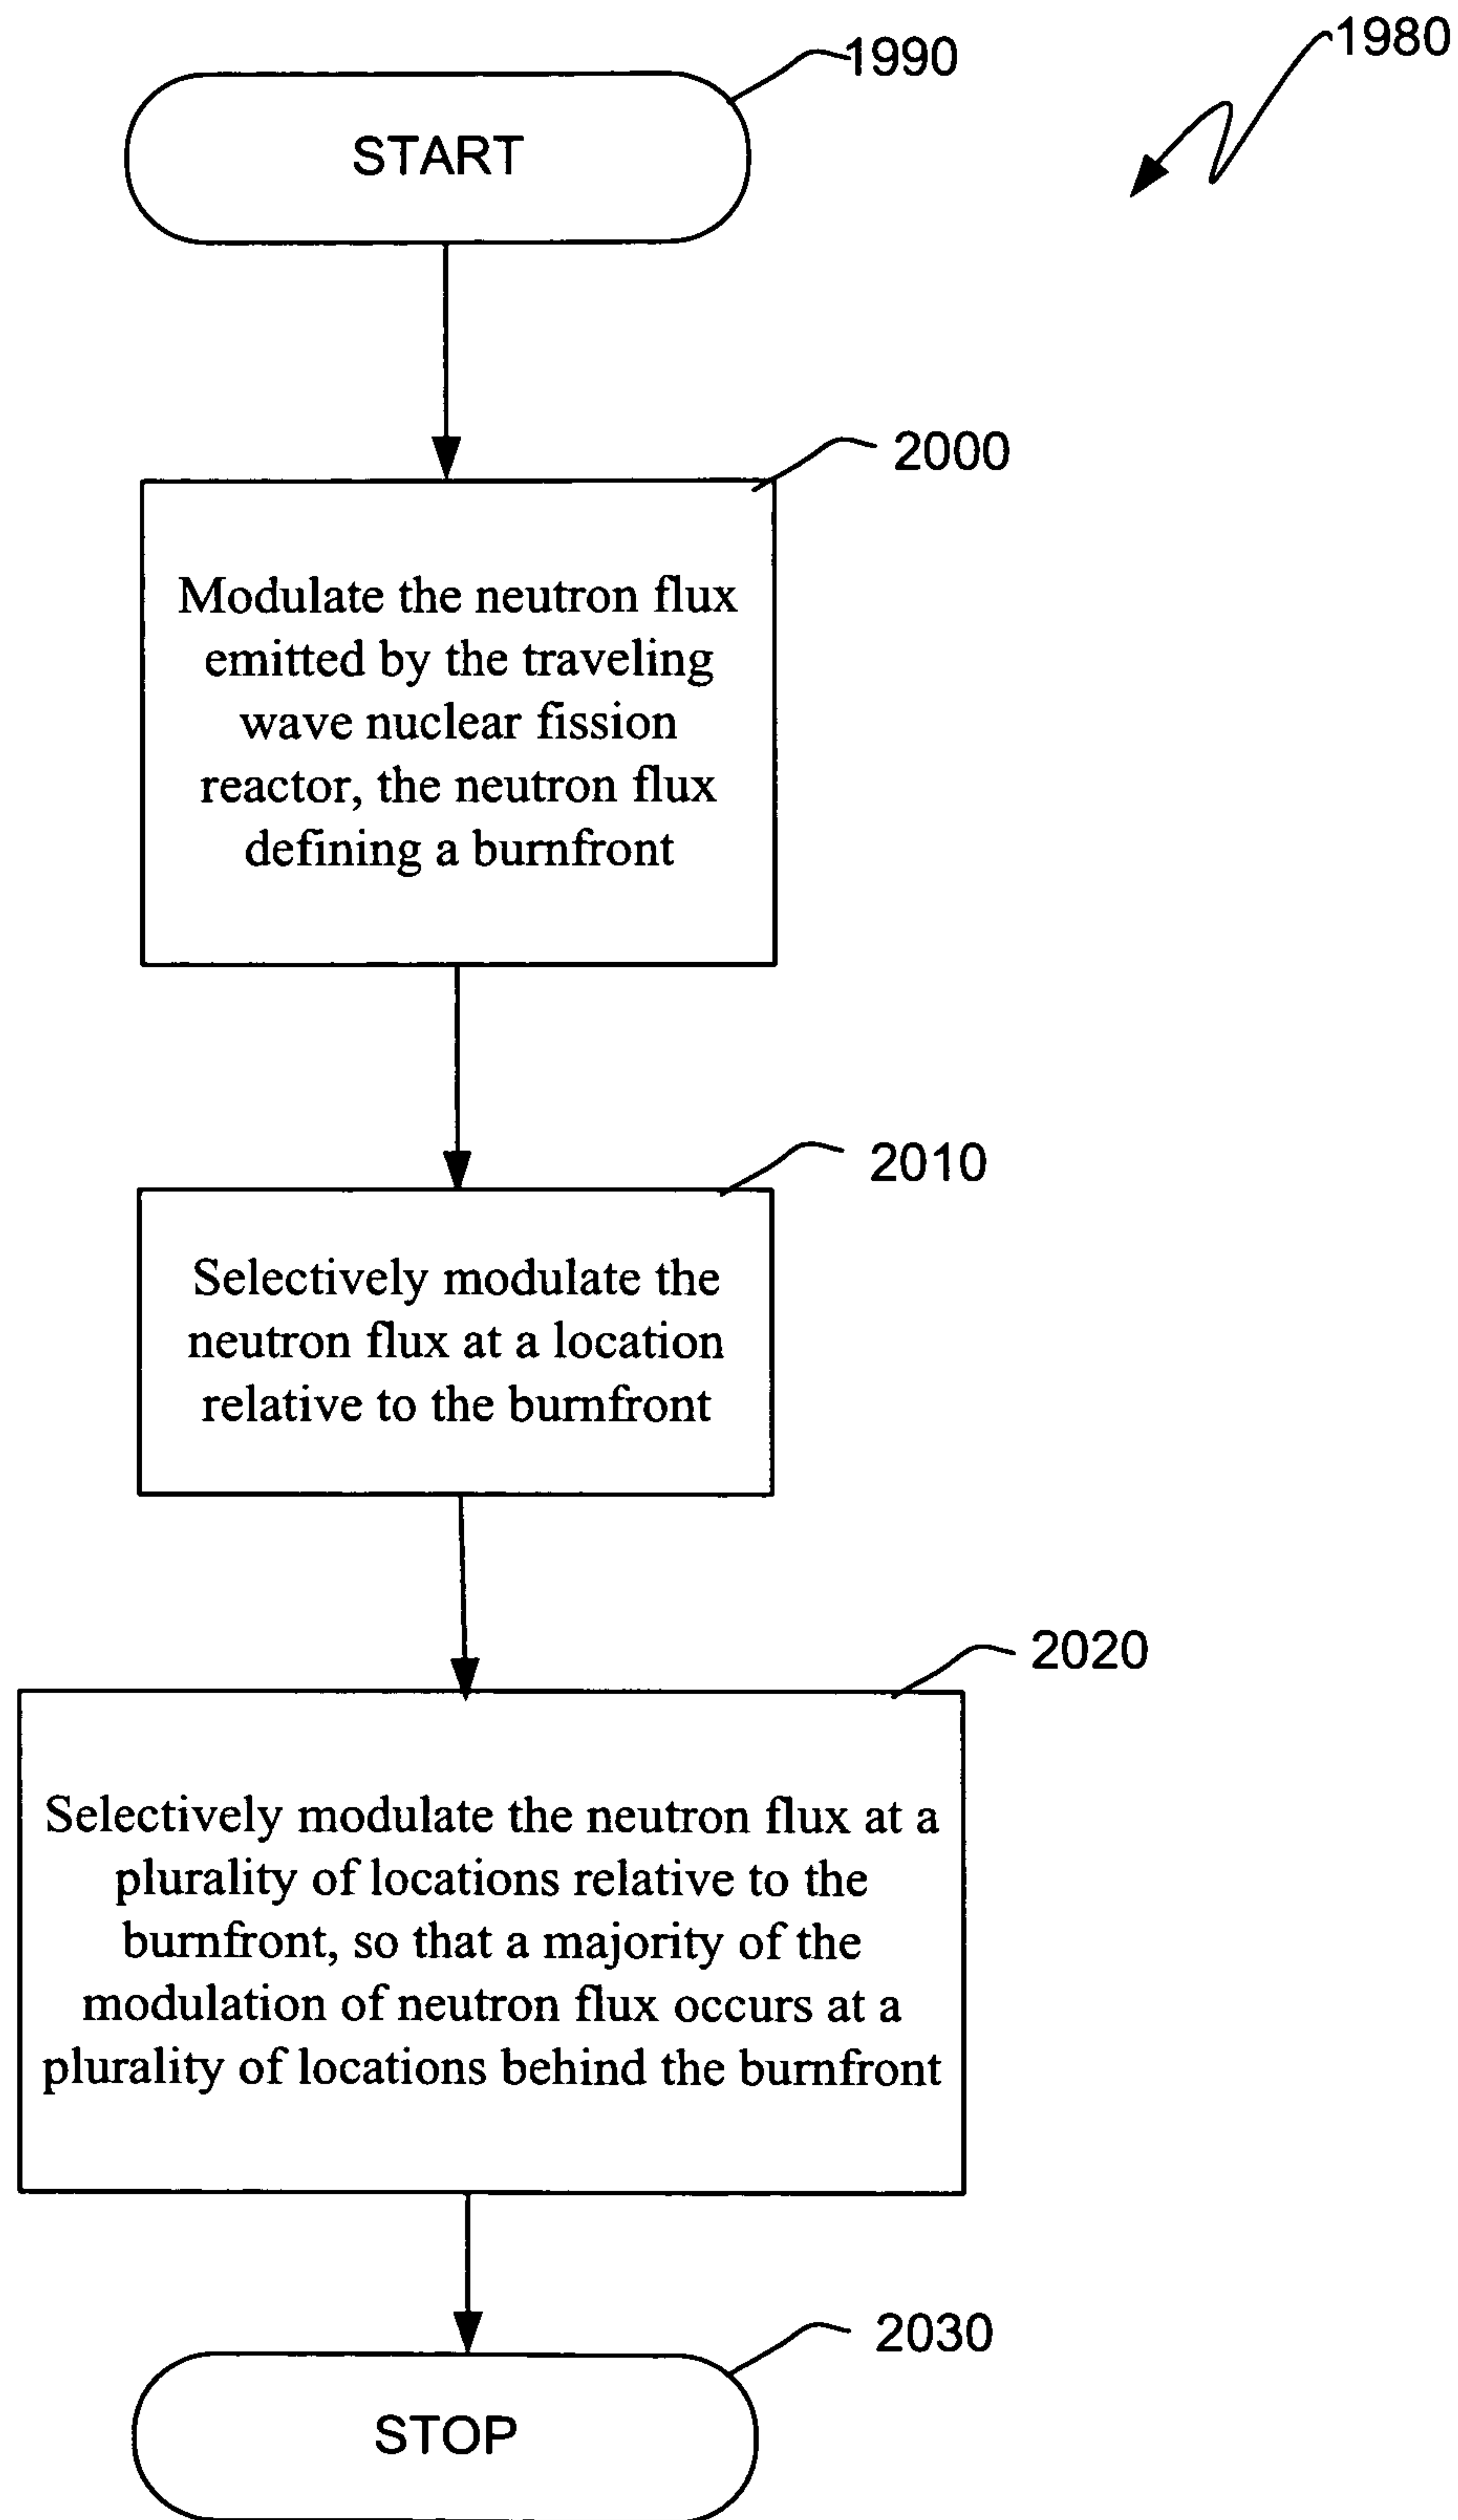 1990
1980
START
2000
Modulate the neutron flux
emitted by the traveling
wave nuclear fission
reactor, the neutron flux
defining a burnfront
2010
Selectively modulate the
neutron flux at a location
relative to the burnfront
2020
Selectively modulate the neutron flux at a
plurality of locations relative to the
burnfront, so that a majority of the
modulation of neutron flux occurs at a
plurality of locations behind the burnfront
2030
STOP